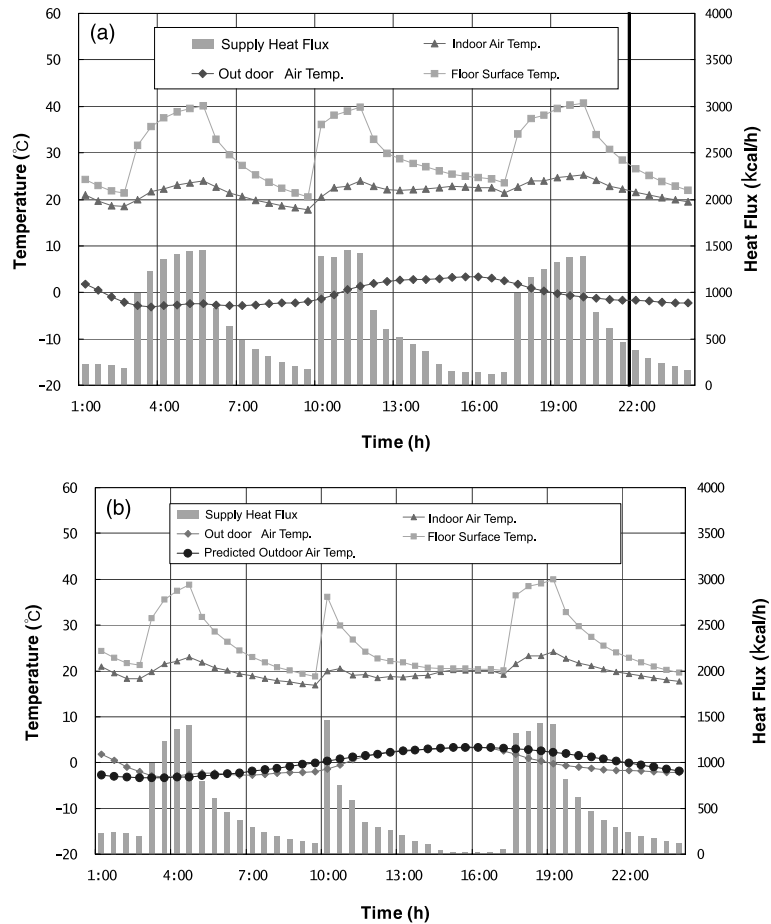 (a)
Supply Heat Flux
Indoor Air Temp.
Out door Air Temp.
Floor Surface Temp.
Temperature (℃)
60
50
40
30
20
10
0
−10
−20
Heat Flux (kcal/h)
4000
3500
3000
2500
2000
1500
1000
500
0
1:00 4:00 7:00 10:00 13:00 16:00 19:00 22:00
Time (h)
(b)
Supply Heat Flux
Indoor Air Temp.
Out door Air Temp.
Floor Surface Temp.
Predicted Outdoor Air Temp.
Temperature (℃)
60
50
40
30
20
10
0
−10
−20
Heat Flux (kcal/h)
4000
3500
3000
2500
2000
1500
1000
500
0
1:00 4:00 7:00 10:00 13:00 16:00 19:00 22:00
Time (h)